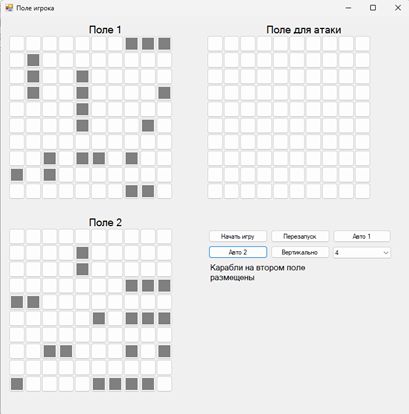 Поле игрока
Поле 1
Поле для атаки
Поле 2
Начать игру
Перезапуск
Авто 1
Авто 2
Вертикально
4
Карабли на втором поле
размещены